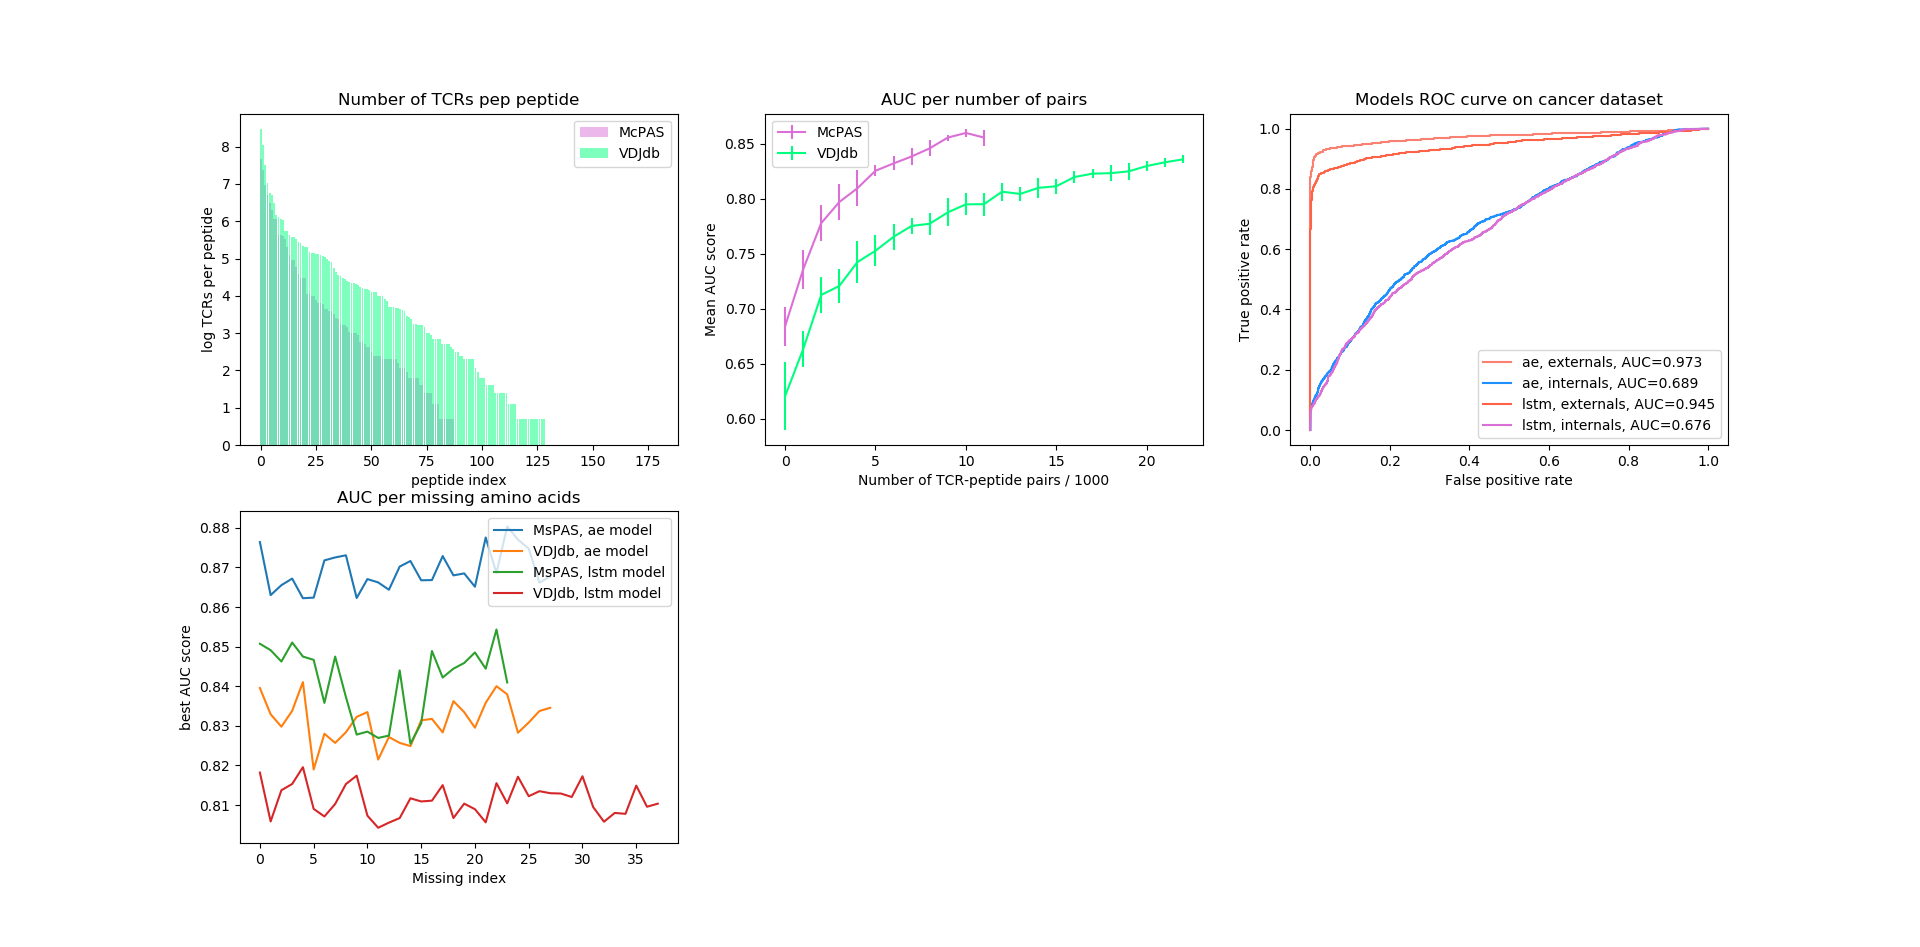 Number of TCRs pep peptide
McPAS
VDJdb
log TCRs per peptide
8
7
6
5
4
3
2
1
0
0 25 50 75 100 125 150 175
peptide index
AUC per number of pairs
McPAS
VDJdb
Mean AUC score
0.85
0.80
0.75
0.70
0.65
0.60
0 5 10 15 20
Number of TCR-peptide pairs / 1000
Models ROC curve on cancer dataset
True positive rate
1.0
0.8
0.6
0.4
0.2
0.0
ae, externals, AUC=0.973
ae, internals, AUC=0.689
lstm, externals, AUC=0.945
lstm, internals, AUC=0.676
0.0 0.2 0.4 0.6 0.8 1.0
False positive rate
AUC per missing amino acids
MsPAS, ae model
VDJdb, ae model
MsPAS, lstm model
VDJdb, lstm model
best AUC score
0.88
0.87
0.86
0.85
0.84
0.83
0.82
0.81
0 5 10 15 20 25 30 35
Missing index